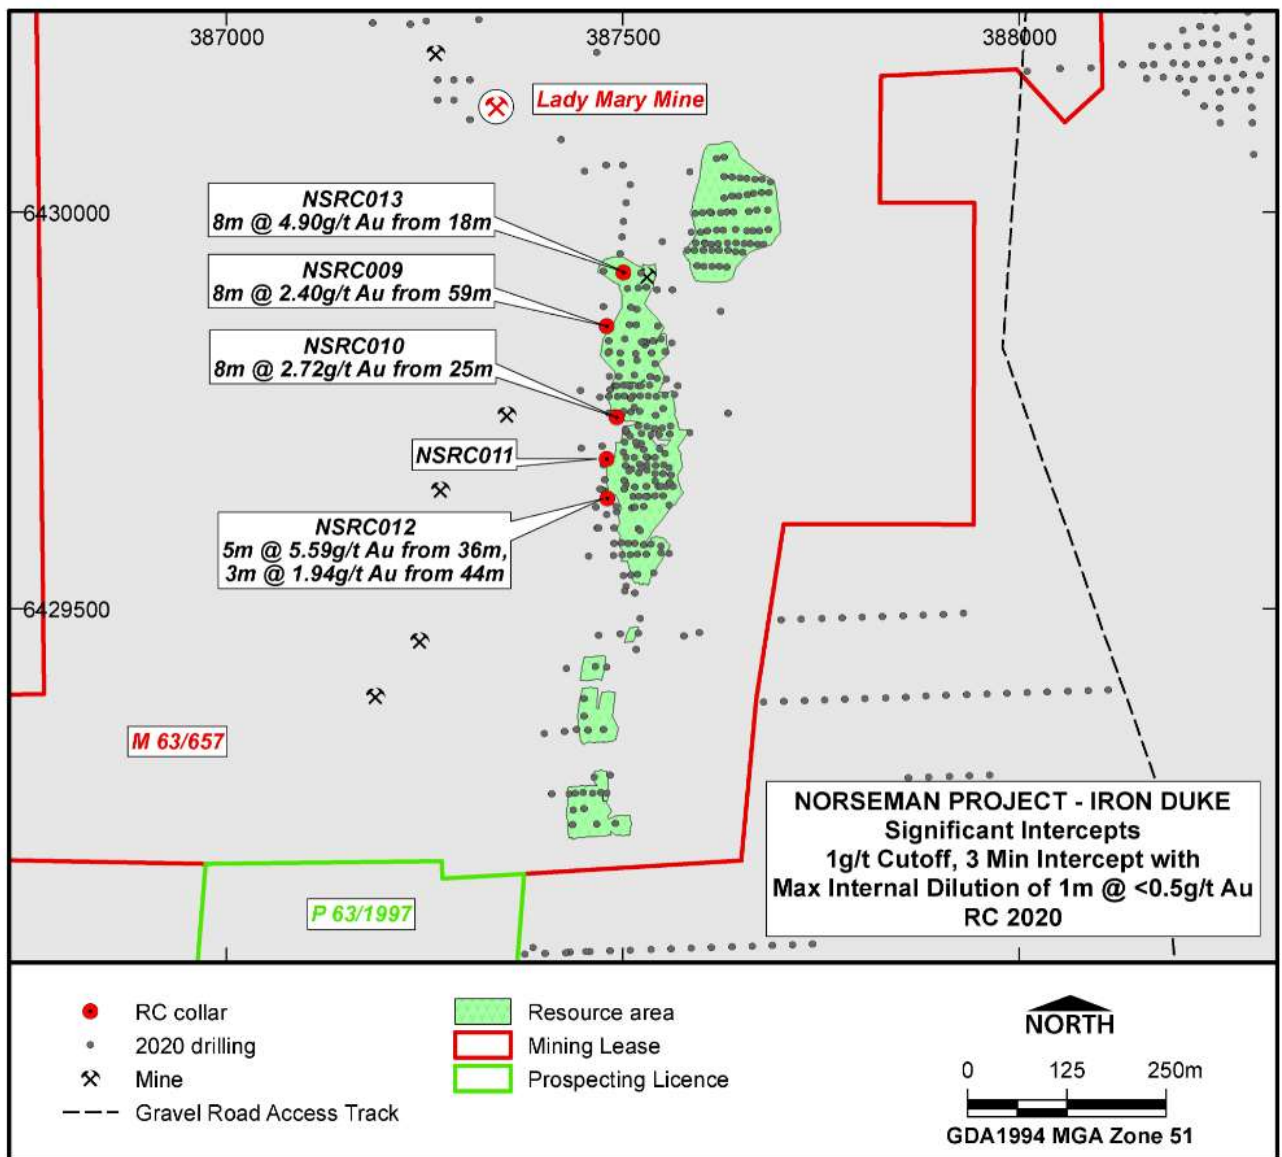 387000
387500
388000
Lady Mary Mine
6430000
NSRC013
8m @ 4.90g/t Au from 18m
NSRC009
8m @ 2.40g/t Au from 59m
NSRC010
8m @ 2.72g/t Au from 25m
NSRC011
NSRC012
5m @ 5.59g/t Au from 36m,
3m @ 1.94g/t Au from 44m
6429500
M 63/657
P 63/1997
NORSEMAN PROJECT - IRON DUKE
Significant Intercepts
1g/t Cutoff, 3 Min Intercept with
Max Internal Dilution of 1m @ <0.5g/t Au
RC 2020
RC collar
2020 drilling
Mine
Gravel Road Access Track
Resource area
Mining Lease
Prospecting Licence
NORTH
0 125 250m
GDA1994 MGA Zone 51